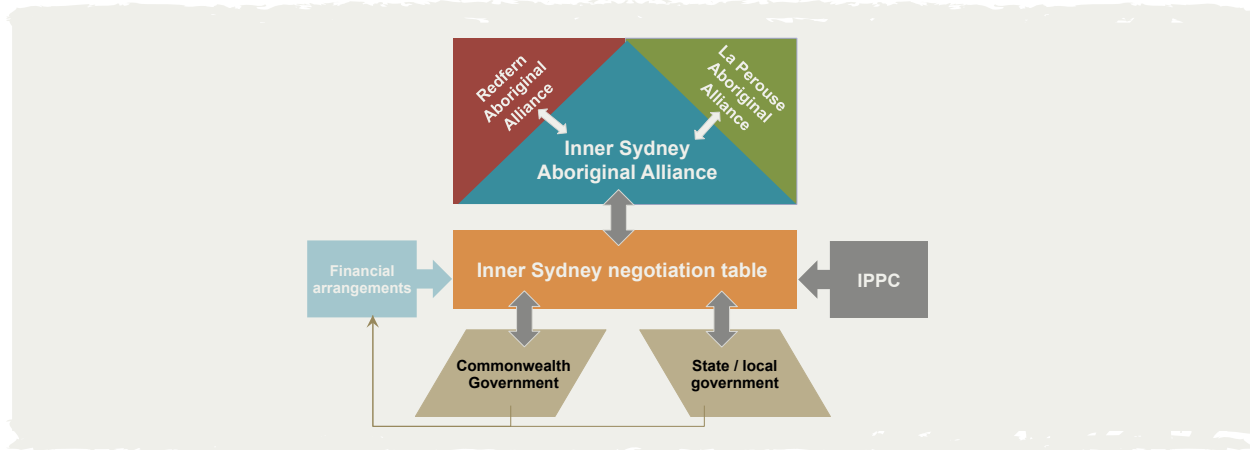 Redfern
Aboriginal
Alliance
La Perouse
Aboriginal
Alliance
Inner Sydney
Aboriginal Alliance
Financial
arrangements
Inner Sydney negotiation table
IPPC
Commonwealth
Government
State / local
government